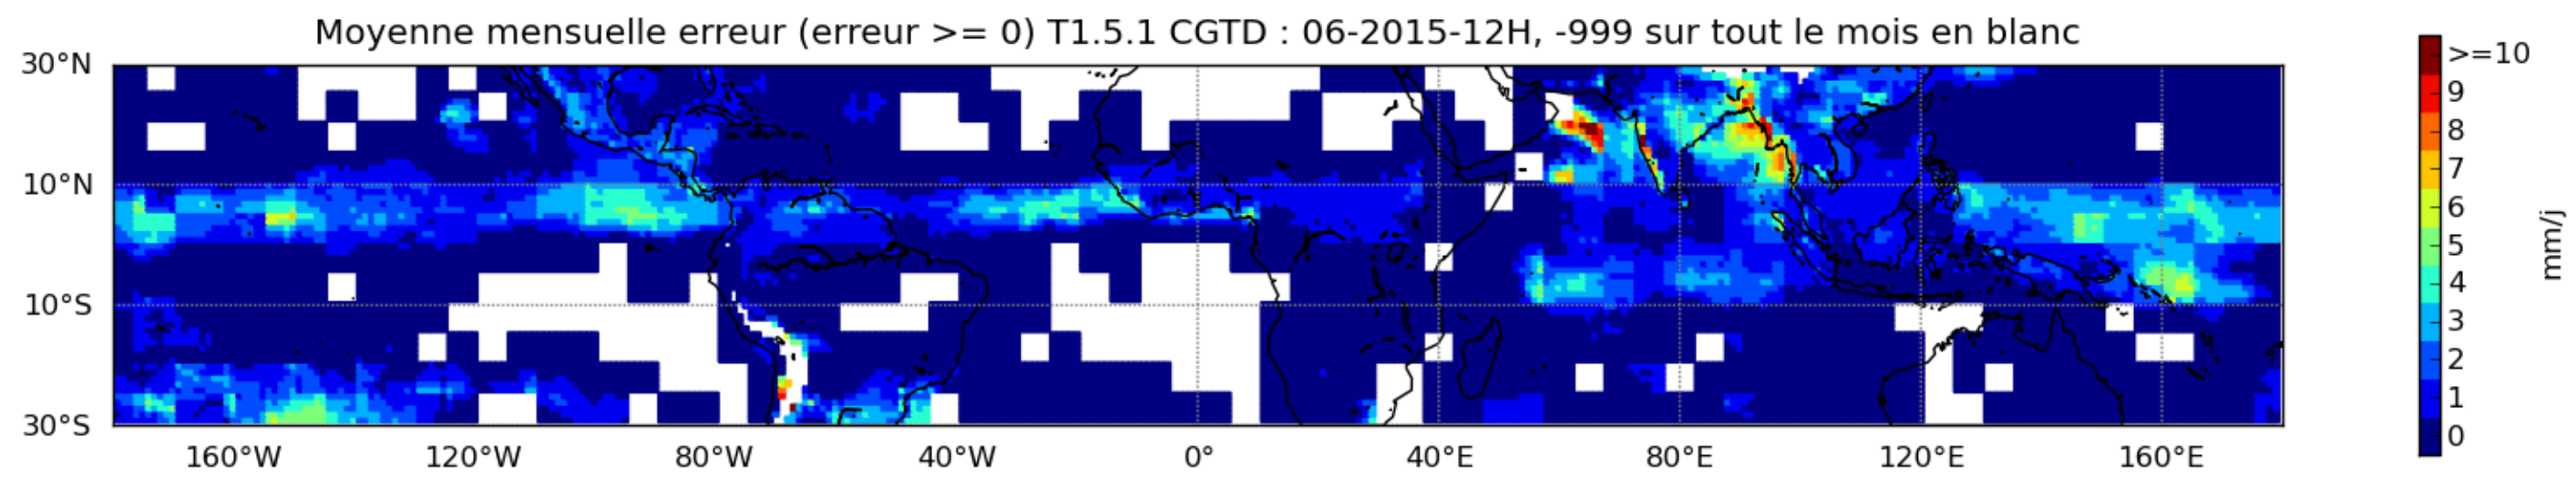 Moyenne mensuelle erreur (erreur >= 0) T1.5.1 CGTD : 06-2015-12H, -999 sur tout le mois en blanc
30°N
10°N
10°S
30°S
160°W 120°W 80°W 40°W 0° 40°E 80°E 120°E 160°E
>=10
9
8
7
6
5
4
3
2
1
0
mm/j